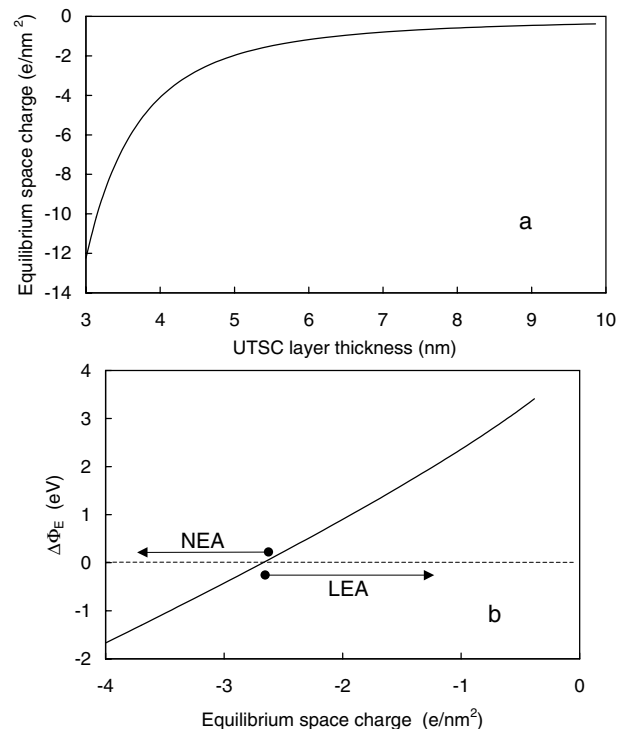 0
-2
-4
-6
-8
-10
-12
-14
Equilibrium space charge (e/nm²)
a
3 4 5 6 7 8 9 10
UTSC layer thickness (nm)
4
3
2
1
0
-1
-2
ΔΦE (eV)
NEA
LEA
b
-4 -3 -2 -1 0
Equilibrium space charge (e/nm²)